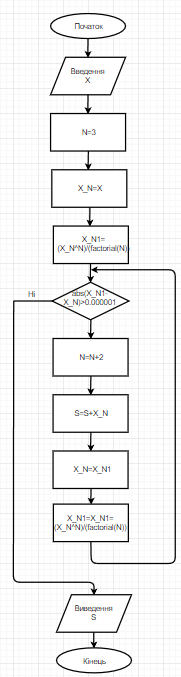 Початок
Введення
X
N=3
X_N=X
X_N1=
(X_N^N)/(factorial(N))
Ні
abs(X_N1-
X_N)>0.000001
N=N+2
S=S+X_N
X_N=X_N1
X_N1=X_N1=
(X_N^N)/(factorial(N))
Виведення
S
Кінець